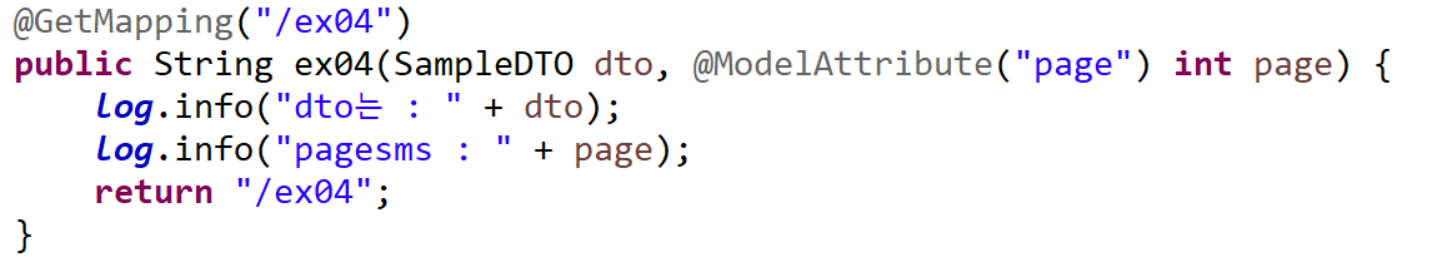 @GetMapping("/ex04")
public String ex04(SampleDTO dto, @ModelAttribute("page") int page) {
    log.info("dto는 : " + dto);
    log.info("pagesms : " + page);
    return "/ex04";
}